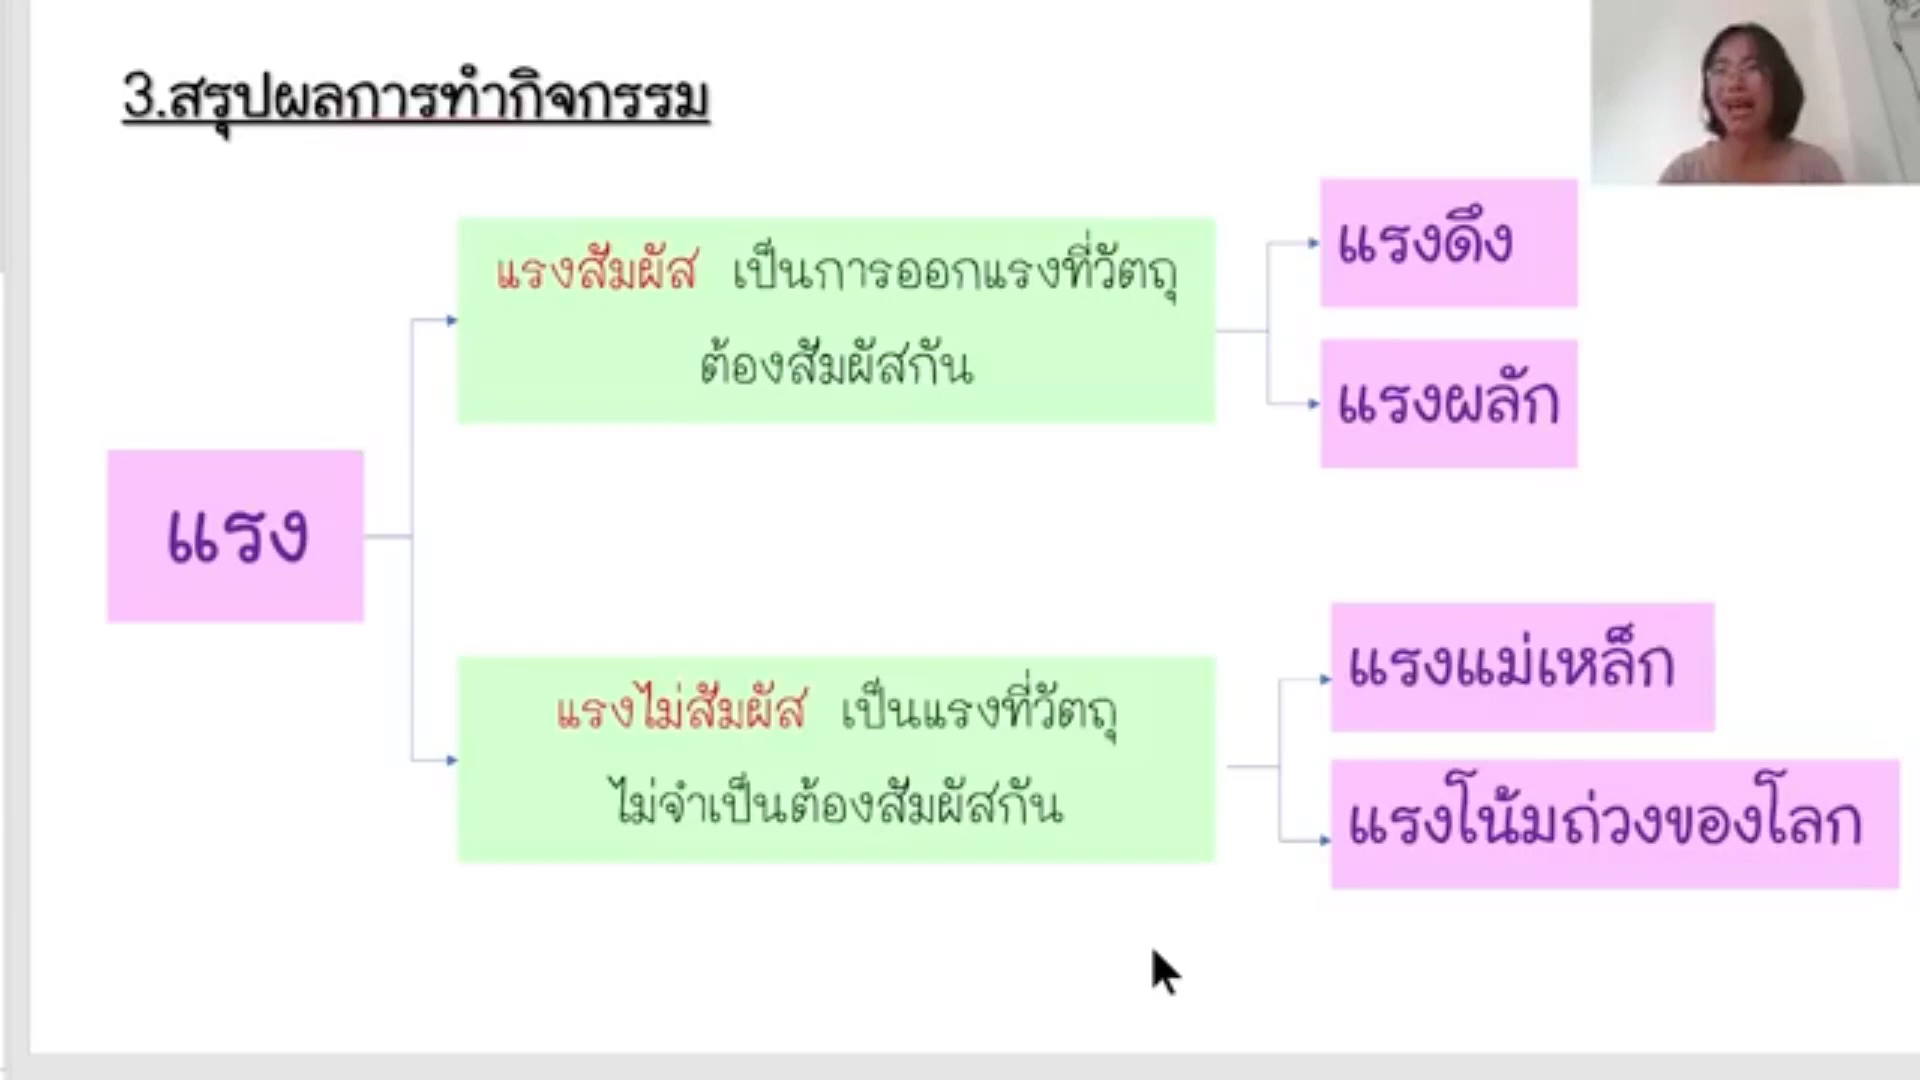 3.สรุปผลการทำกิจกรรม
แรง
แรงสัมผัส เป็นการออกแรงที่วัตถุ
ต้องสัมผัสกัน
แรงดึง
แรงผลัก
แรงไม่สัมผัส เป็นแรงที่วัตถุ
ไม่จำเป็นต้องสัมผัสกัน
แรงแม่เหล็ก
แรงโน้มถ่วงของโลก